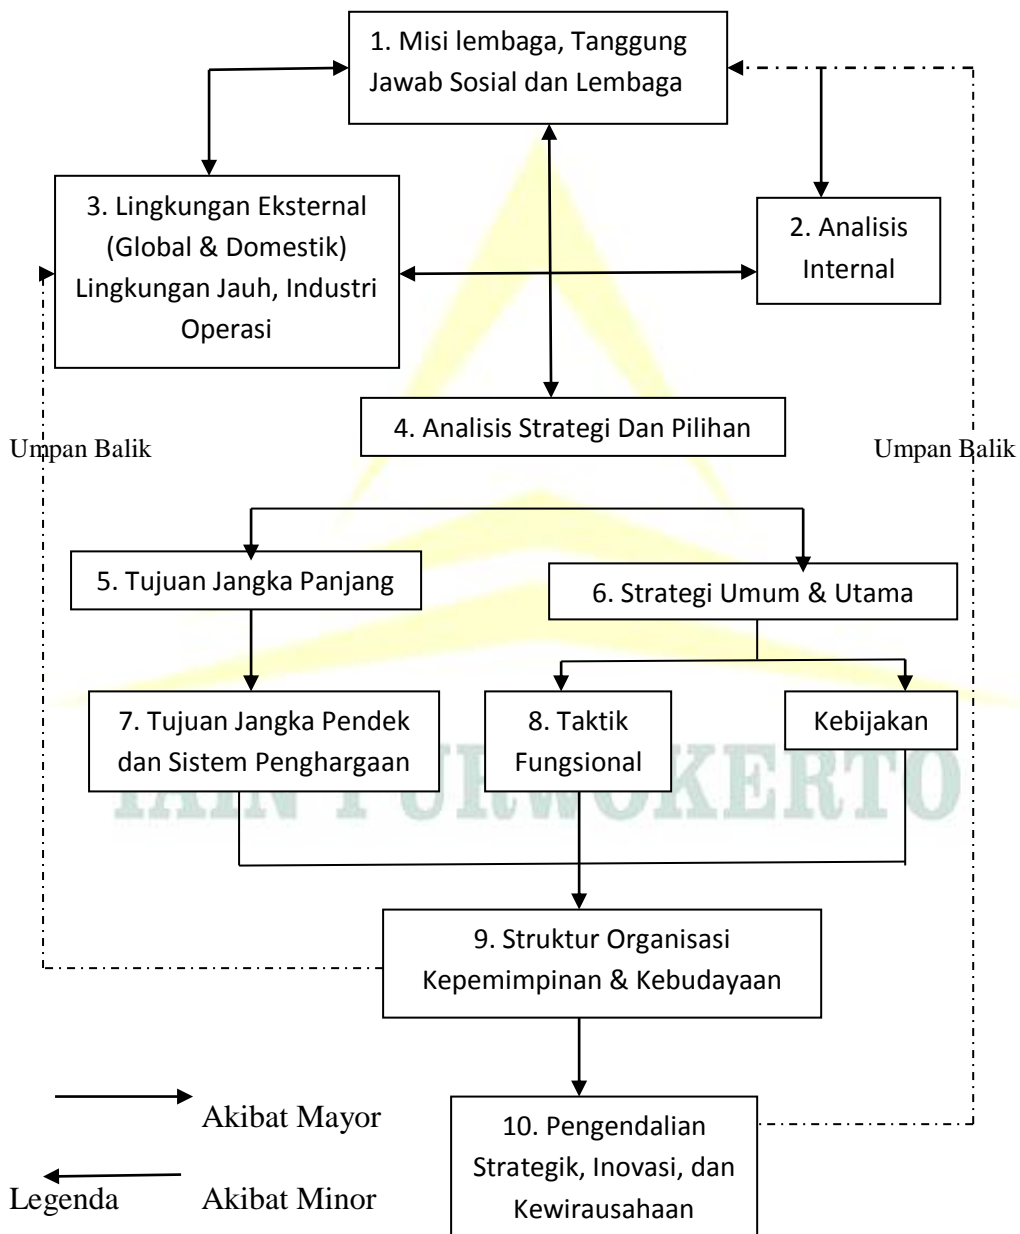 1. Misi lembaga, Tanggung
Jawab Sosial dan Lembaga
3. Lingkungan Eksternal
(Global & Domestik)
Lingkungan Jauh, Industri
Operasi
2. Analisis
Internal
4. Analisis Strategi Dan Pilihan
Umpan Balik
Umpan Balik
5. Tujuan Jangka Panjang
6. Strategi Umum & Utama
7. Tujuan Jangka Pendek
dan Sistem Penghargaan
8. Taktik
Fungsional
Kebijakan
IAIN PURWOKERTO
9. Struktur Organisasi
Kepemimpinan & Kebudayaan
Akibat Mayor
10. Pengendalian
Strategik, Inovasi, dan
Kewirausahaan
Legenda
Akibat Minor